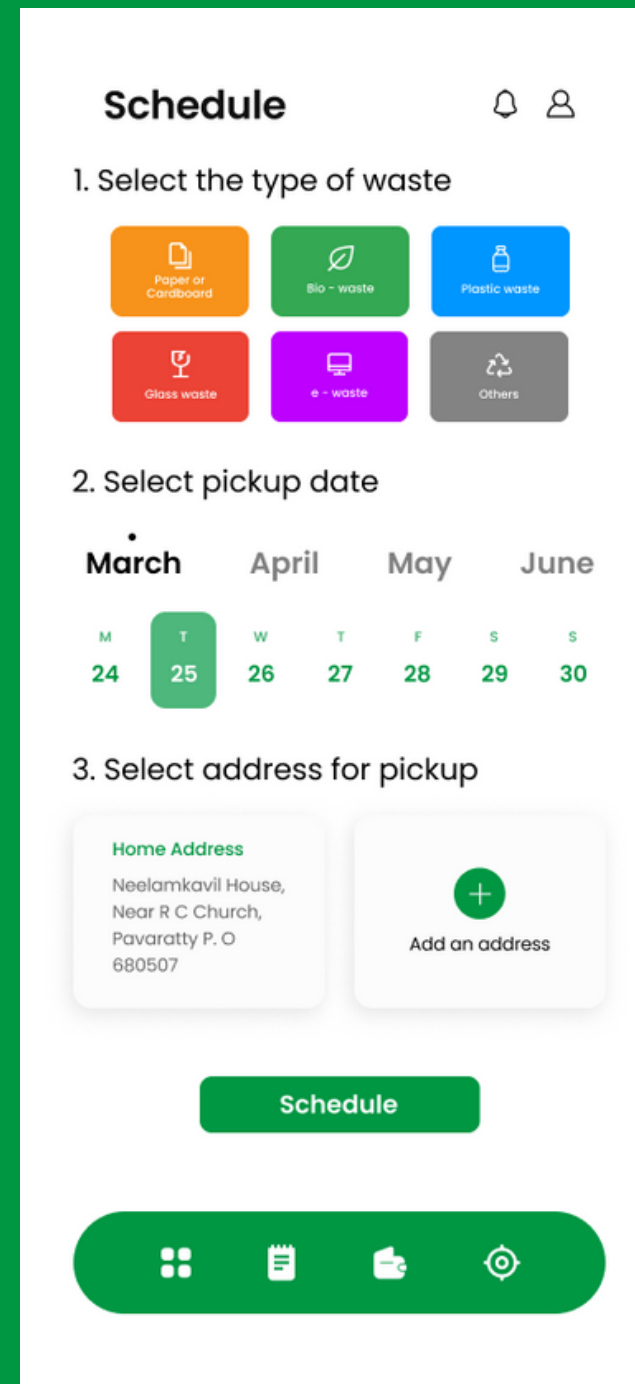 Schedule
1. Select the type of waste
Paper or
Cardboard
Bio - waste
Plastic waste
Glass waste
e - waste
Others
2. Select pickup date
March April May June
M T W T F S S
24 25 26 27 28 29 30
3. Select address for pickup
Home Address
Neelamkavil House,
Near R C Church,
Pavaratty P. O
680507
Add an address
Schedule